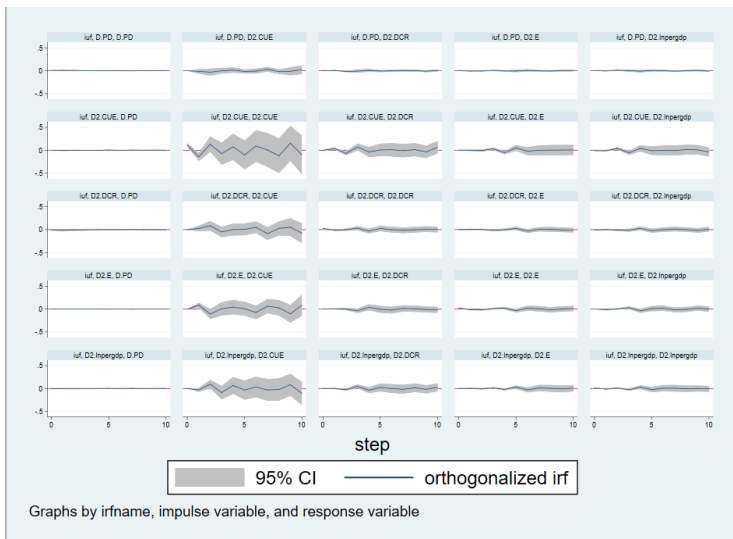 iuf, D.PD, D.PD
iuf, D.PD, D2.CUE
iuf, D.PD, D2.DCR
iuf, D.PD, D2.E
iuf, D.PD, D2.lnpergdp
.5
0
-.5
iuf, D2.CUE, D.PD
iuf, D2.CUE, D2.CUE
iuf, D2.CUE, D2.DCR
iuf, D2.CUE, D2.E
iuf, D2.CUE, D2.lnpergdp
.5
0
-.5
iuf, D2.DCR, D.PD
iuf, D2.DCR, D2.CUE
iuf, D2.DCR, D2.DCR
iuf, D2.DCR, D2.E
iuf, D2.DCR, D2.lnpergdp
.5
0
-.5
iuf, D2.E, D.PD
iuf, D2.E, D2.CUE
iuf, D2.E, D2.DCR
iuf, D2.E, D2.E
iuf, D2.E, D2.lnpergdp
.5
0
-.5
iuf, D2.lnpergdp, D.PD
iuf, D2.lnpergdp, D2.CUE
iuf, D2.lnpergdp, D2.DCR
iuf, D2.lnpergdp, D2.E
iuf, D2.lnpergdp, D2.lnpergdp
.5
0
-.5
0 5 10 0 5 10 0 5 10 0 5 10 0 5 10
step
95% CI orthogonalized irf
Graphs by irfname, impulse variable, and response variable